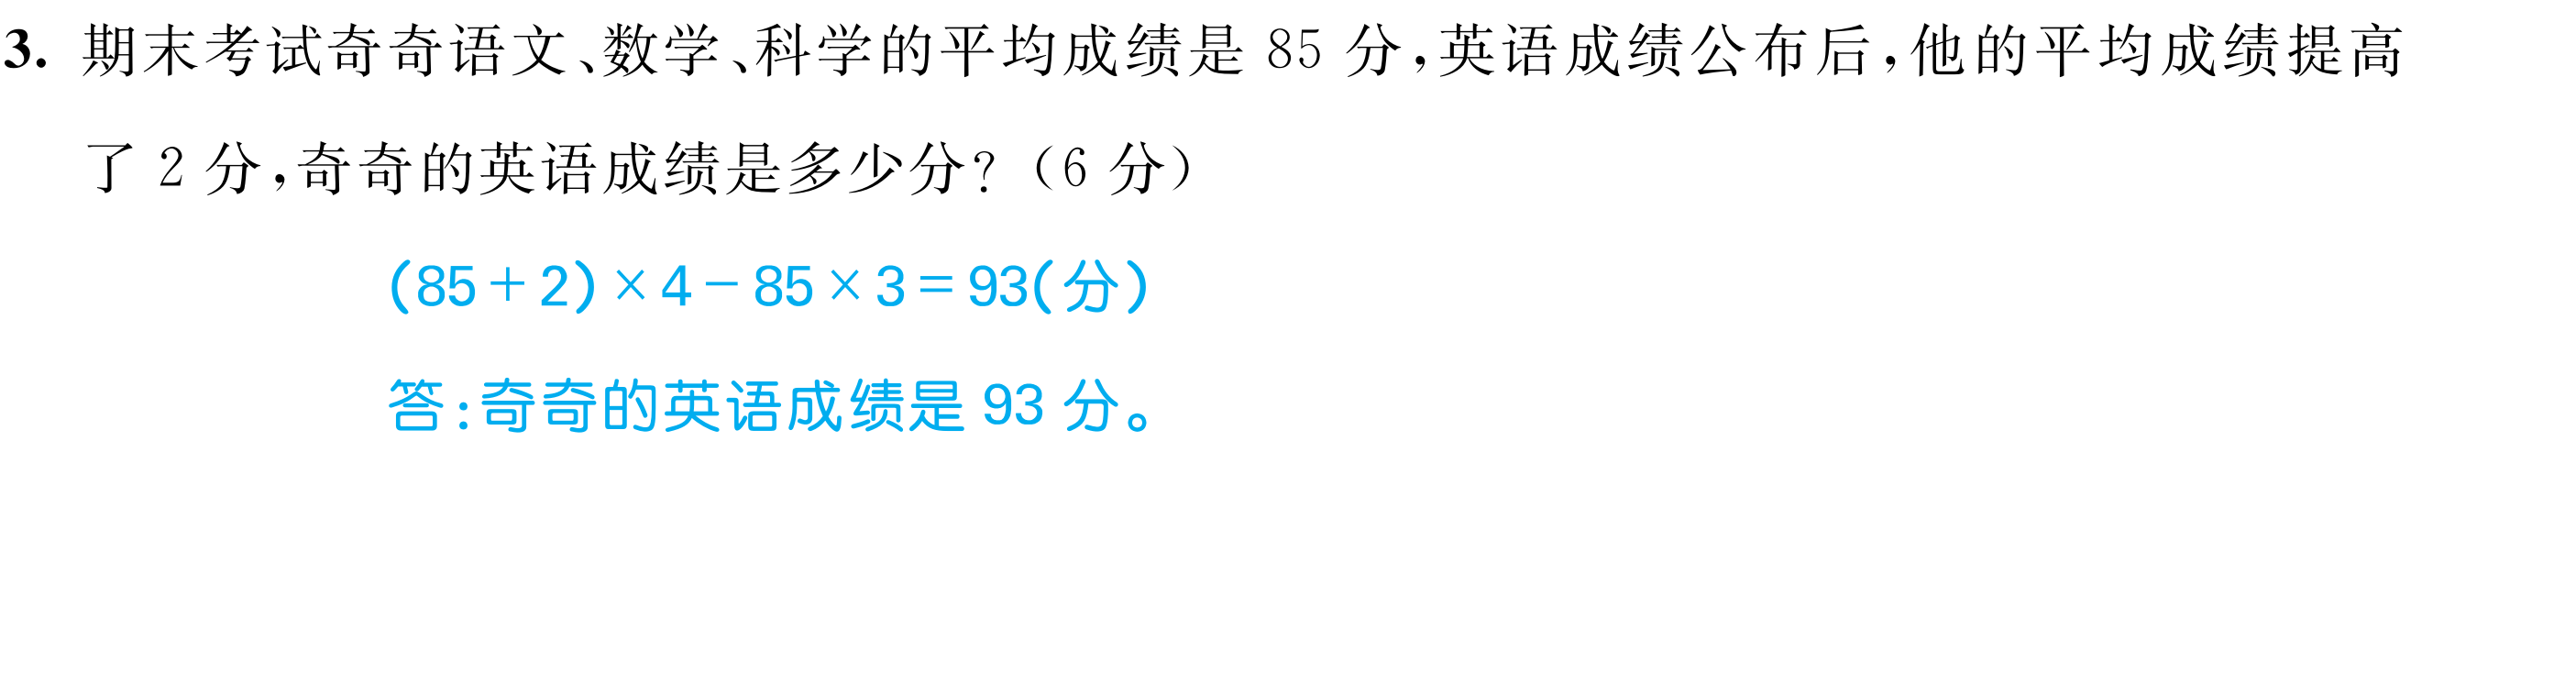 3. 期末考试奇奇语文、数学、科学的平均成绩是 85 分,英语成绩公布后,他的平均成绩提高
了 2 分,奇奇的英语成绩是多少分?(6 分)
(85+2)×4-85×3=93(分)
答:奇奇的英语成绩是 93 分。